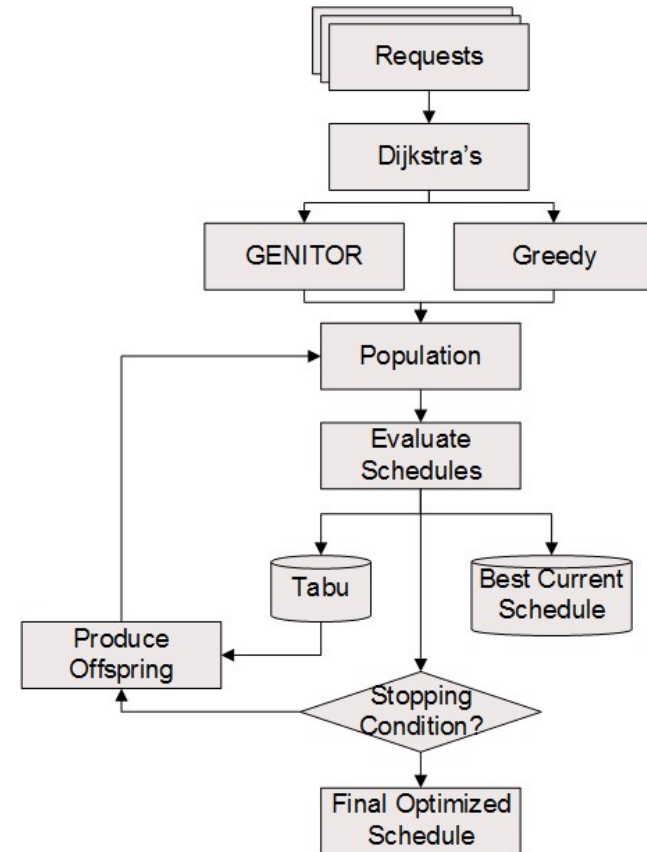 Requests
Dijkstra's
GENITOR
Greedy
Population
Evaluate
Schedules
Tabu
Best Current
Schedule
Produce
Offspring
Stopping
Condition?
Final Optimized
Schedule